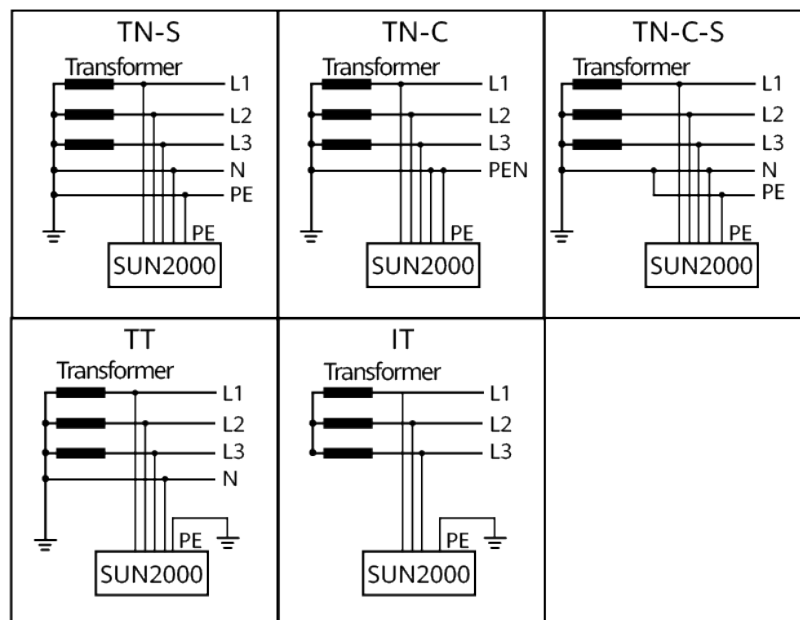 TN-S
Transformer
L1
L2
L3
N
PE
PE
SUN2000
TN-C
Transformer
L1
L2
L3
PEN
PE
SUN2000
TN-C-S
Transformer
L1
L2
L3
N
PE
PE
SUN2000
TT
Transformer
L1
L2
L3
N
PE
SUN2000
IT
Transformer
L1
L2
L3
PE
SUN2000